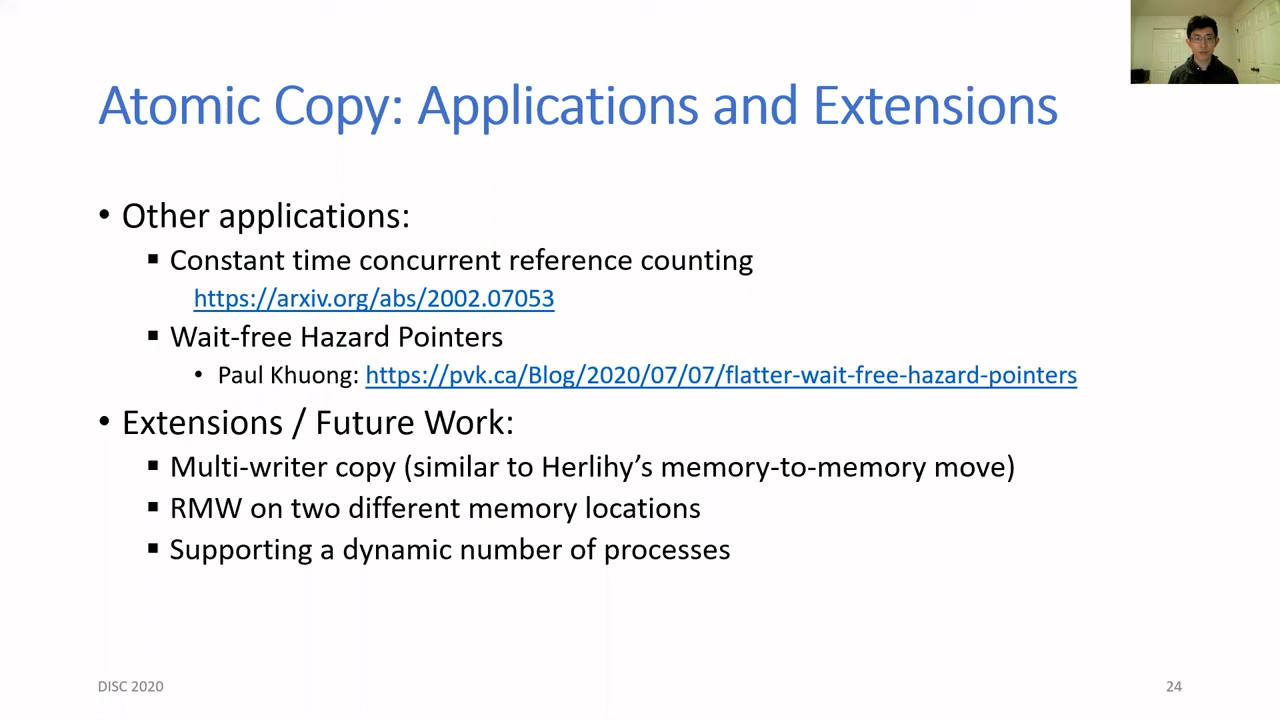 Atomic Copy: Applications and Extensions
• Other applications:
▪ Constant time concurrent reference counting
https://arxiv.org/abs/2002.07053
▪ Wait-free Hazard Pointers
• Paul Khuong: https://pvk.ca/Blog/2020/07/07/flatter-wait-free-hazard-pointers
• Extensions / Future Work:
▪ Multi-writer copy (similar to Herlihy’s memory-to-memory move)
▪ RMW on two different memory locations
▪ Supporting a dynamic number of processes
DISC 2020
24